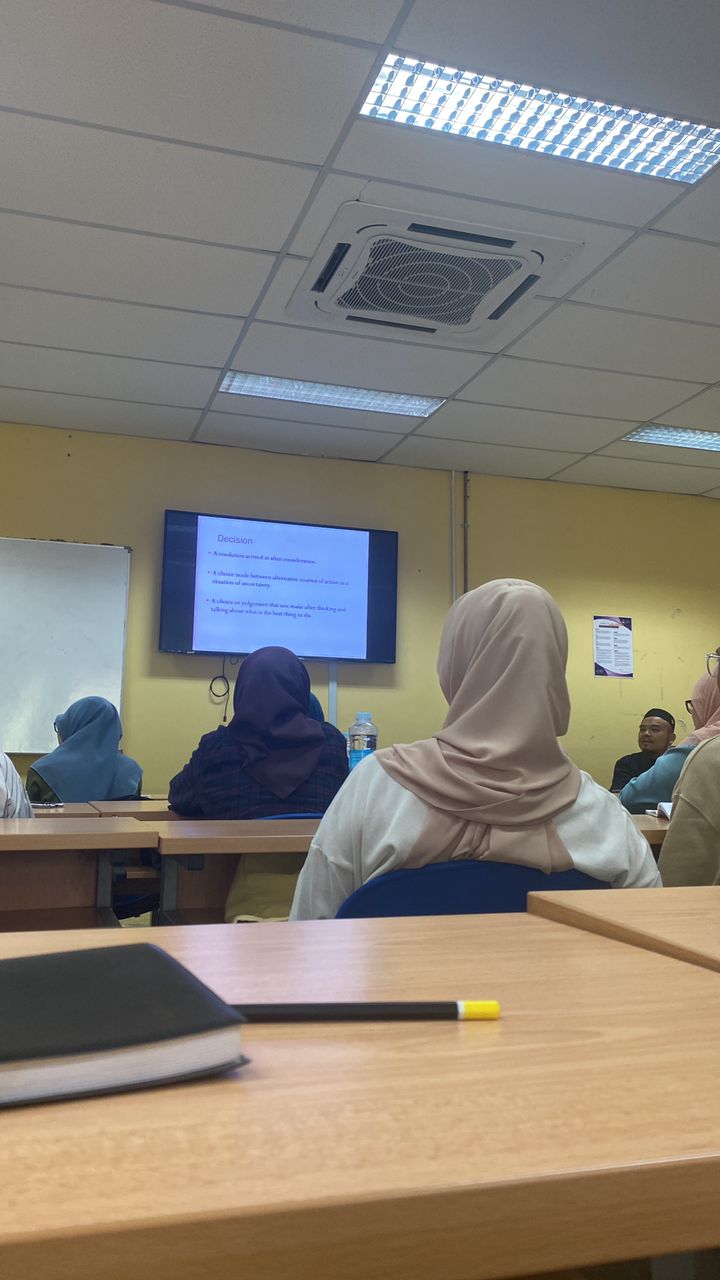 Decision
• A resolution arrived at after consideration.
• A choice made between alternative courses of action in a
situation of uncertainty.
• A choice or judgement that one make after thinking and
talking about what is the best thing to do.